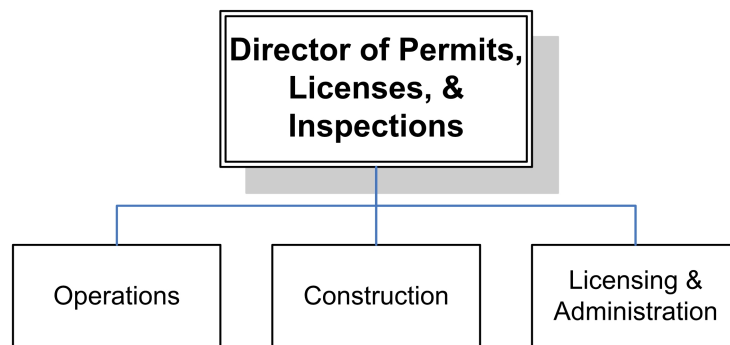 Director of Permits,
Licenses, &
Inspections
Operations
Construction
Licensing &
Administration